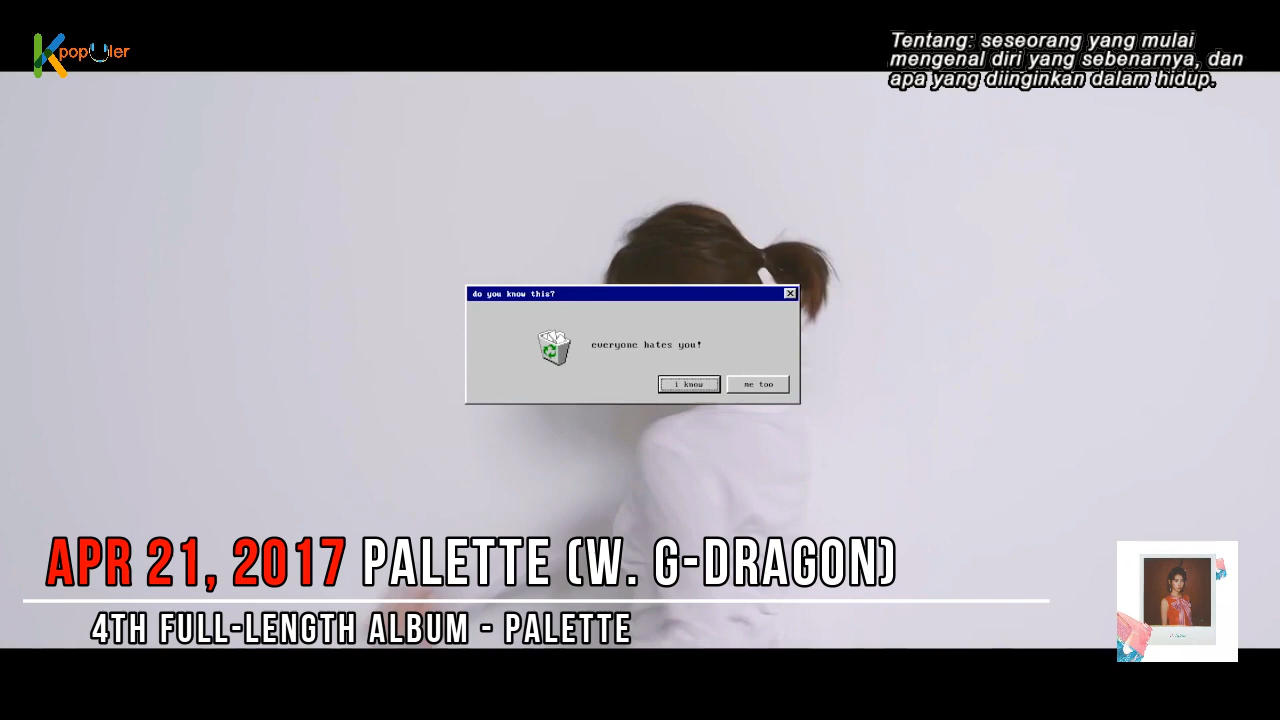 Kpopuler
Tentang: seseorang yang mulai
mengenal diri yang sebenarnya, dan
apa yang diinginkan dalam hidup.
do you know this?
everyone hates you!
i know
me too
APR 21, 2017 PALETTE (W. G-DRAGON)
4TH FULL-LENGTH ALBUM - PALETTE